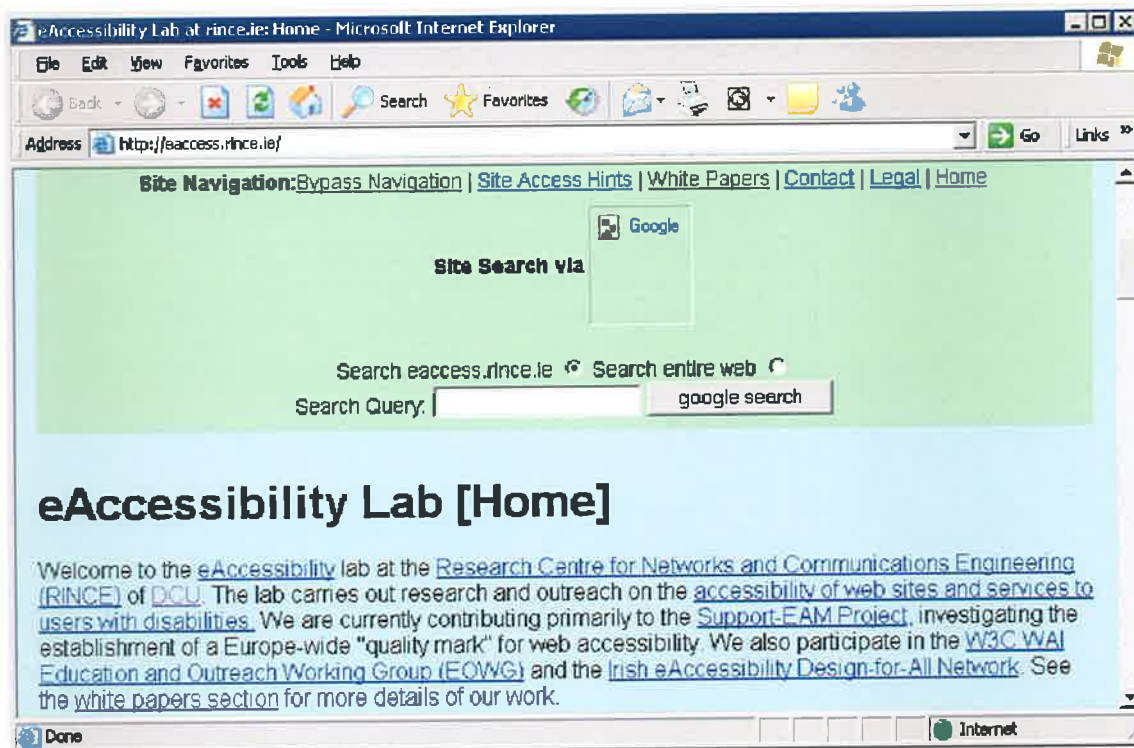 eAccessibility Lab at rince.ie: Home - Microsoft Internet Explorer
File Edit View Favorites Tools Help
Back Search Favorites
Address http://eaccess.rince.ie/ Go Links »
Site Navigation:Bypass Navigation | Site Access Hints | White Papers | Contact | Legal | Home
Google
Site Search via
Search eaccess.rince.ie Search entire web
Search Query: google search
eAccessibility Lab [Home]
Welcome to the eAccessibility lab at the Research Centre for Networks and Communications Engineering
(RINCE) of DCU. The lab carries out research and outreach on the accessibility of web sites and services to
users with disabilities. We are currently contributing primarily to the Support-EAM Project, investigating the
establishment of a Europe-wide "quality mark" for web accessibility. We also participate in the W3C WAI
Education and Outreach Working Group (EOWG) and the Irish eAccessibility Design-for-All Network. See
the white papers section for more details of our work.
Done Internet